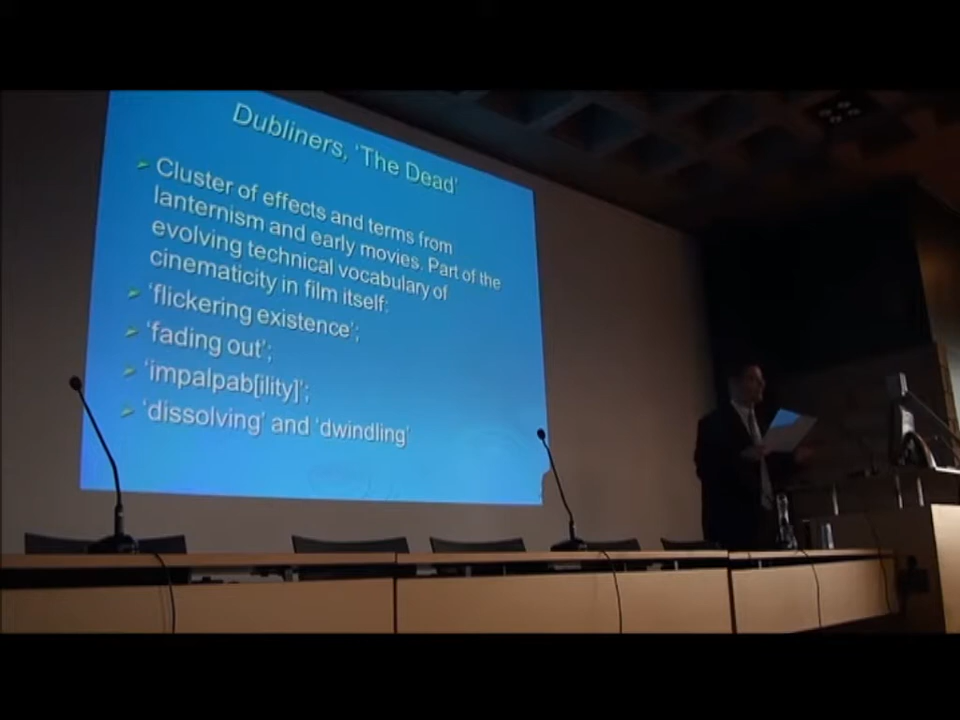 Dubliners, 'The Dead'
Cluster of effects and terms from
lanternism and early movies. Part of the
evolving technical vocabulary of
cinematicity in film itself:
'flickering existence';
'fading out';
'impalpab[ility]';
'dissolving' and 'dwindling'